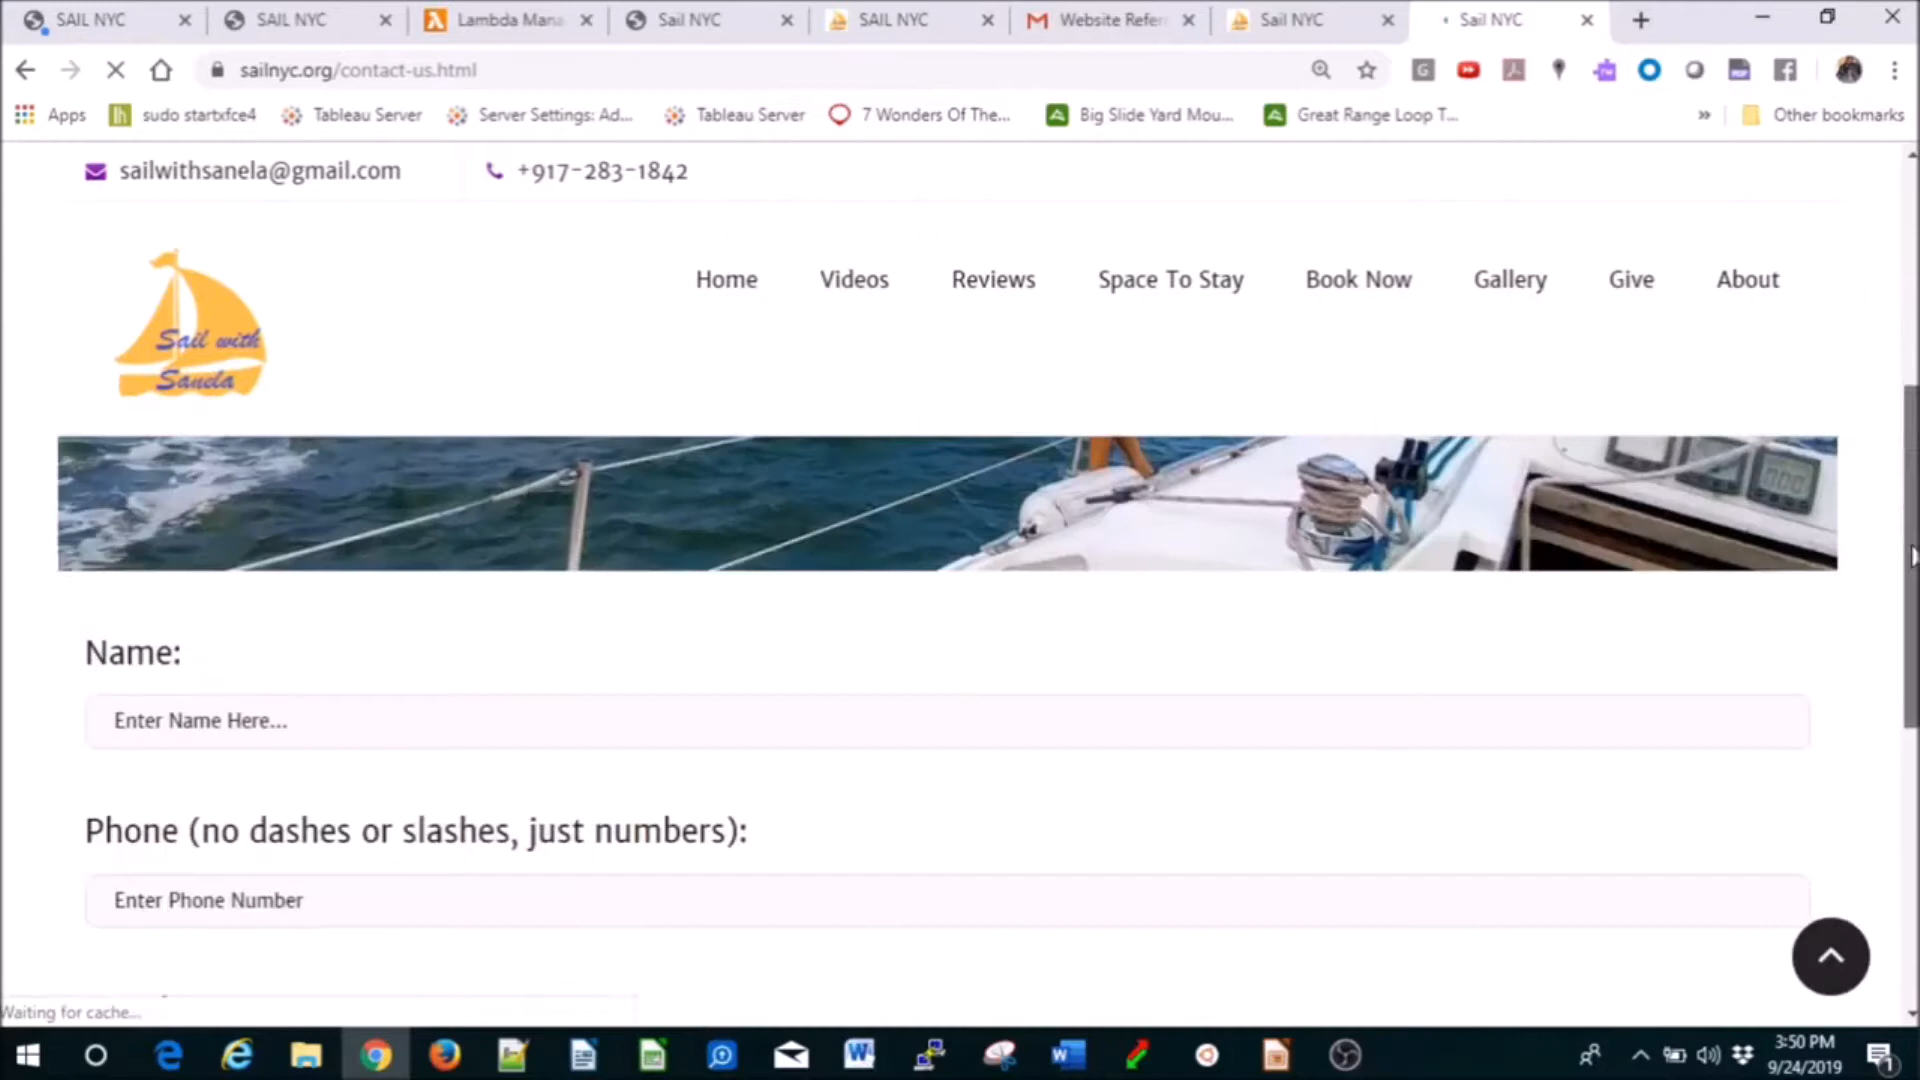 SAIL NYC
SAIL NYC
Lambda Mana
Sail NYC
SAIL NYC
Website Refer
Sail NYC
Sail NYC
sailnyc.org/contact-us.html
Apps
lh
sudo startxfce4
Tableau Server
Server Settings: Ad...
Tableau Server
7 Wonders Of The...
Big Slide Yard Mou...
Great Range Loop T...
»
Other bookmarks
sailwithsanela@gmail.com
+917-283-1842
Sail with
Sanela
Home
Videos
Reviews
Space To Stay
Book Now
Gallery
Give
About
Name:
Enter Name Here...
Phone (no dashes or slashes, just numbers):
Enter Phone Number
Waiting for cache...
3:50 PM
9/24/2019
1